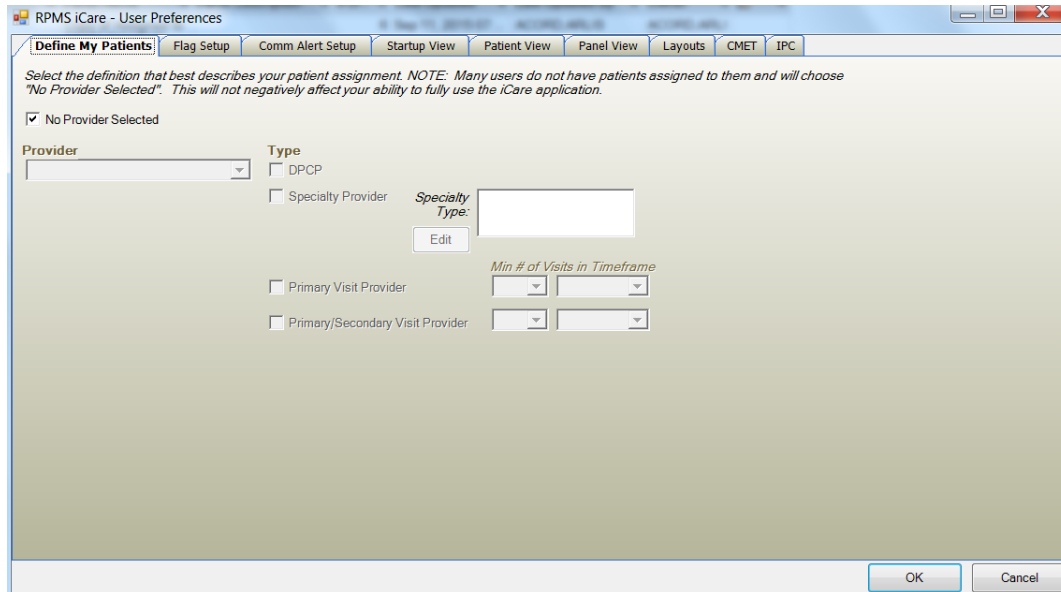 RPMS iCare - User Preferences
Define My Patients Flag Setup Comm Alert Setup Startup View Patient View Panel View Layouts CMET IPC
Select the definition that best describes your patient assignment. NOTE: Many users do not have patients assigned to them and will choose
"No Provider Selected". This will not negatively affect your ability to fully use the iCare application.
No Provider Selected
Provider Type
DPCP
Specialty Provider Specialty
Type:
Edit
Min # of Visits in Timeframe
Primary Visit Provider
Primary/Secondary Visit Provider
OK Cancel